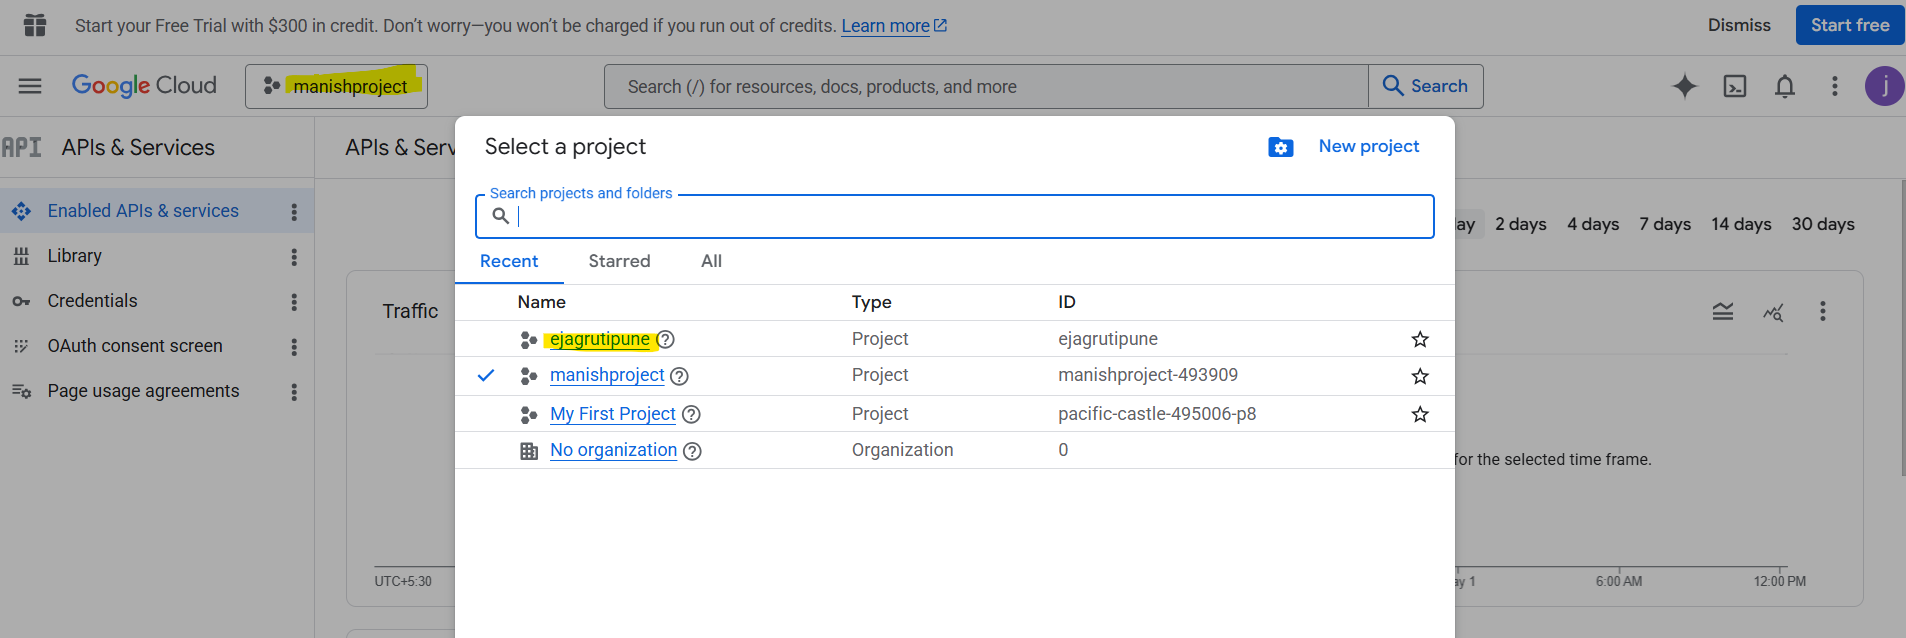 Start your Free Trial with $300 in credit. Don’t worry—you won’t be charged if you run out of credits. Learn more
Dismiss
Start free
Google Cloud
manishproject
Search (/) for resources, docs, products, and more
Search
j
API
APIs & Services
APIs & Serv
Select a project
New project
Search projects and folders
Enabled APIs & services
Library
Credentials
OAuth consent screen
Page usage agreements
ay 2 days 4 days 7 days 14 days 30 days
Recent Starred All
Traffic
Name Type ID
ejagrutipune Project ejagrutipune
manishproject Project manishproject-493909
My First Project Project pacific-castle-495006-p8
No organization Organization 0
for the selected time frame.
UTC+5:30
ay 1 6:00 AM 12:00 PM